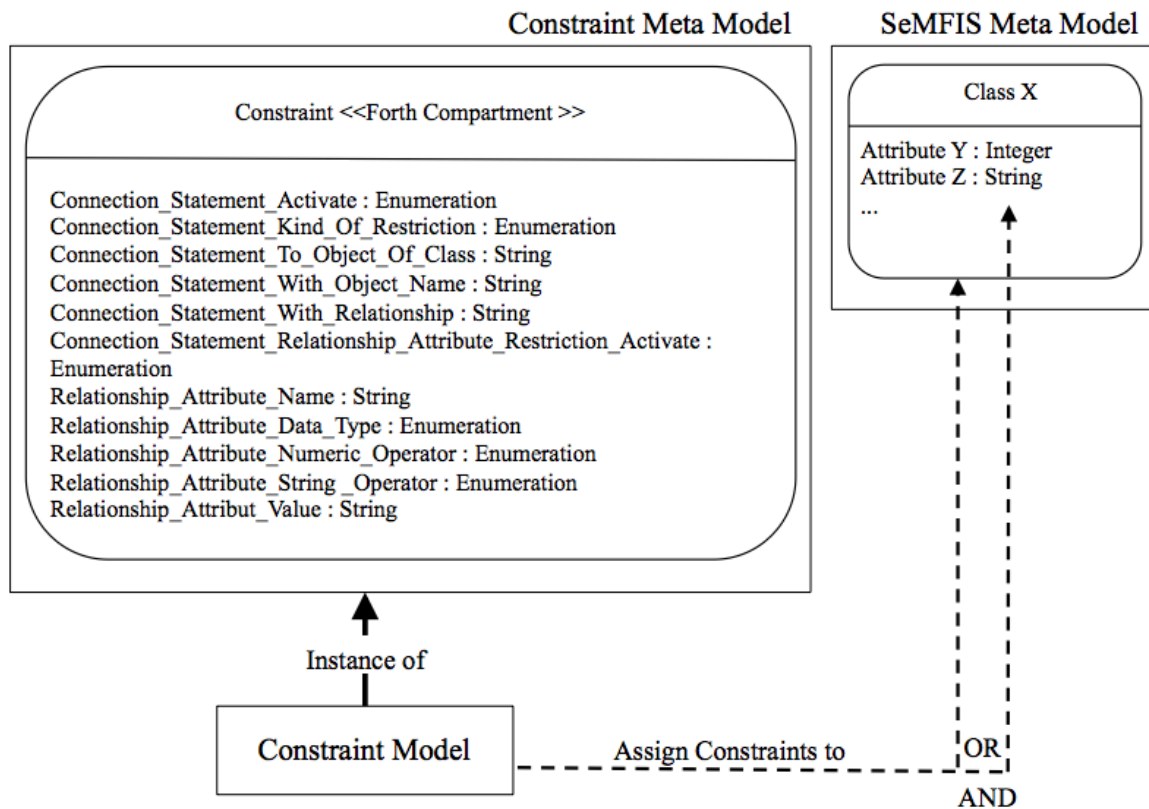 Constraint Meta Model
SeMFIS Meta Model
Constraint <<Forth Compartment >>
Connection_Statement_Activate : Enumeration
Connection_Statement_Kind_Of_Restriction : Enumeration
Connection_Statement_To_Object_Of_Class : String
Connection_Statement_With_Object_Name : String
Connection_Statement_With_Relationship : String
Connection_Statement_Relationship_Attribute_Restriction_Activate :
Enumeration
Relationship_Attribute_Name : String
Relationship_Attribute_Data_Type : Enumeration
Relationship_Attribute_Numeric_Operator : Enumeration
Relationship_Attribute_String _Operator : Enumeration
Relationship_Attribut_Value : String
Class X
Attribute Y : Integer
Attribute Z : String
...
Instance of
Constraint Model
Assign Constraints to
OR
AND